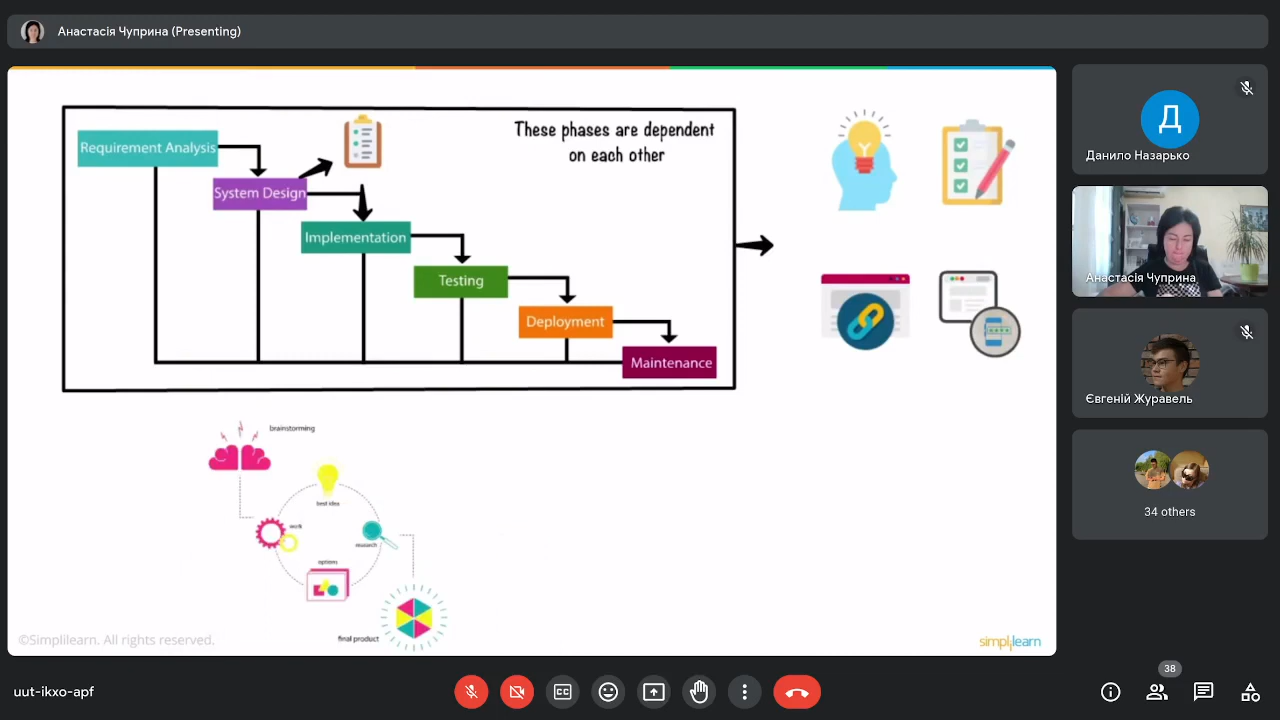 Анастасія Чуприна (Presenting)
Requirement Analysis
System Design
Implementation
Testing
Deployment
Maintenance
These phases are dependent
on each other
brainstorming
best idea
work
research
options
final product
©Simplilearn. All rights reserved.
simplilearn
Д
Данило Назарько
Анастасія Чуприна
Євгеній Журавель
34 others
uut-ikxo-apf
CC
38